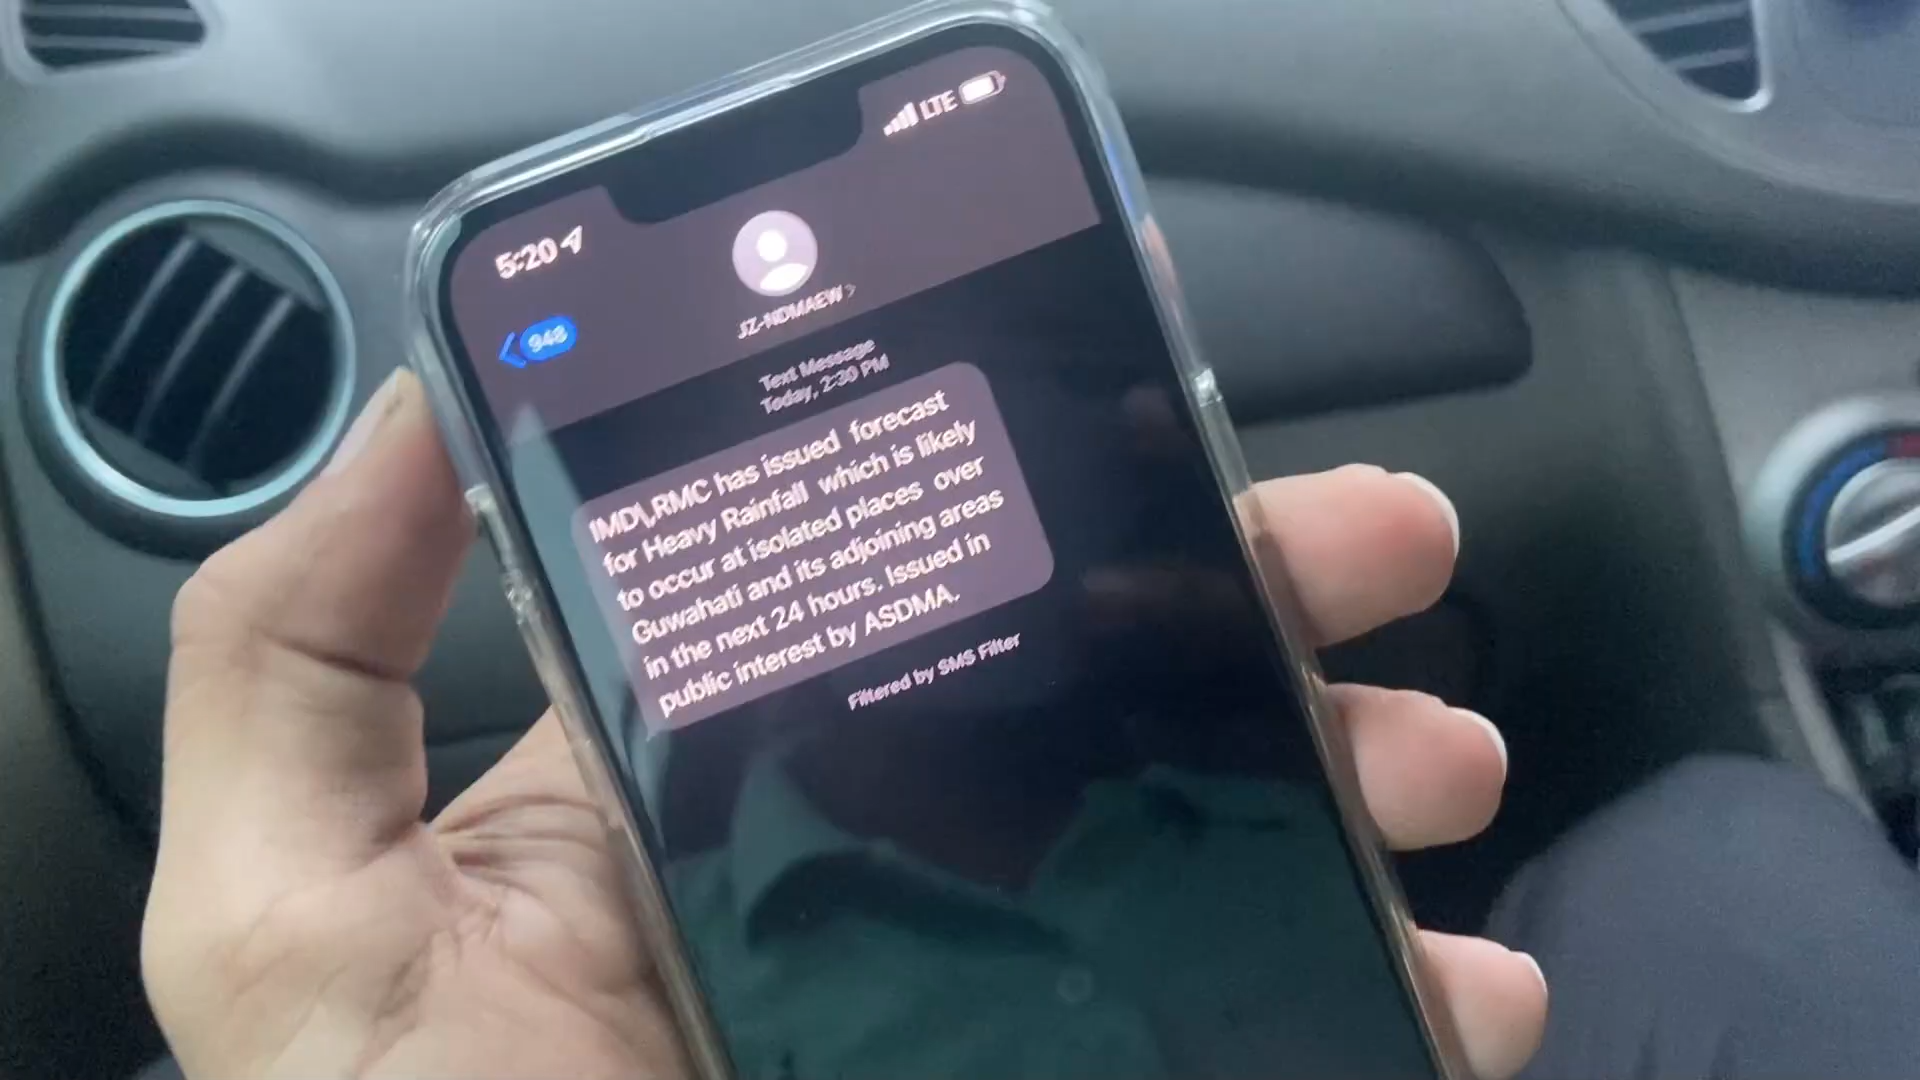 5:20
LTE
948
JZ-NDMAEW >
Text Message
Today, 2:30 PM
IMD\,RMC has issued forecast
for Heavy Rainfall which is likely
to occur at isolated places over
Guwahati and its adjoining areas
in the next 24 hours. Issued in
public interest by ASDMA.
Filtered by SMS Filter